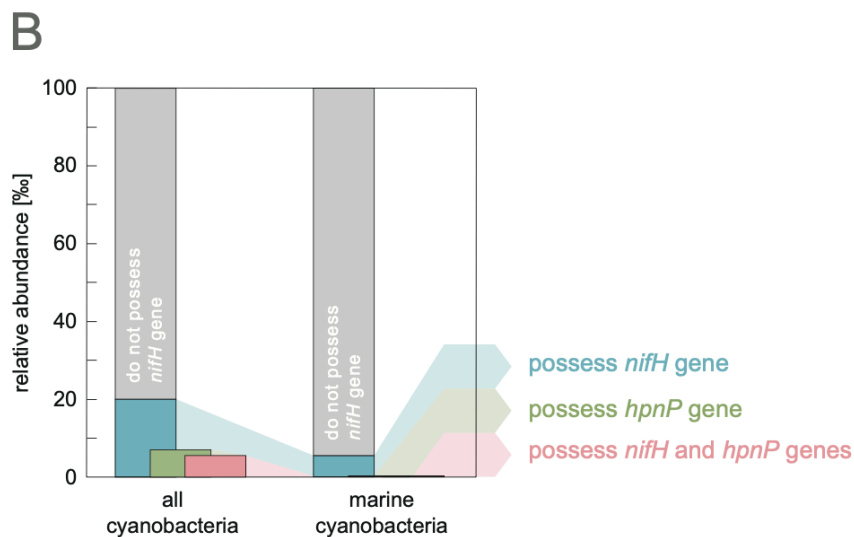 B
100
80
60
40
20
0
relative abundance [‰]
do not possess
nifH gene
do not possess
nifH gene
possess nifH gene
possess hpnP gene
possess nifH and hpnP genes
all
cyanobacteria
marine
cyanobacteria